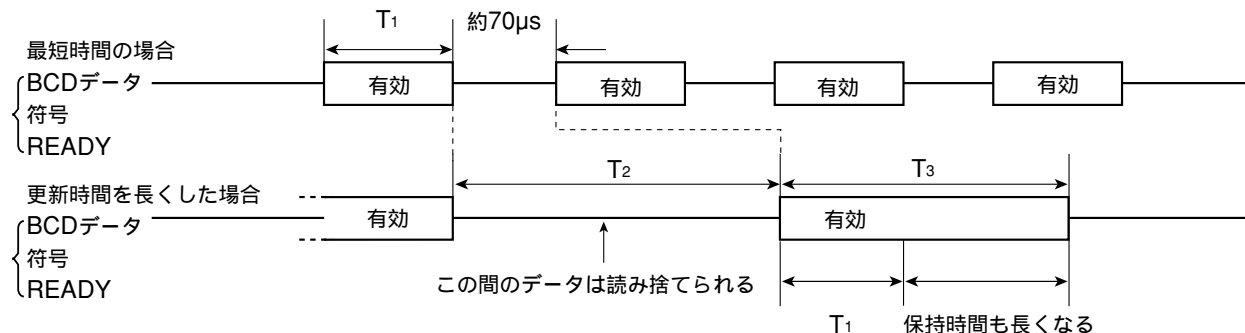 T1
約70μs
最短時間の場合
BCDデータ
符号
READY
有効
有効
有効
有効
T2
T3
更新時間を長くした場合
BCDデータ
符号
READY
有効
有効
この間のデータは読み捨てられる
T1
保持時間も長くなる